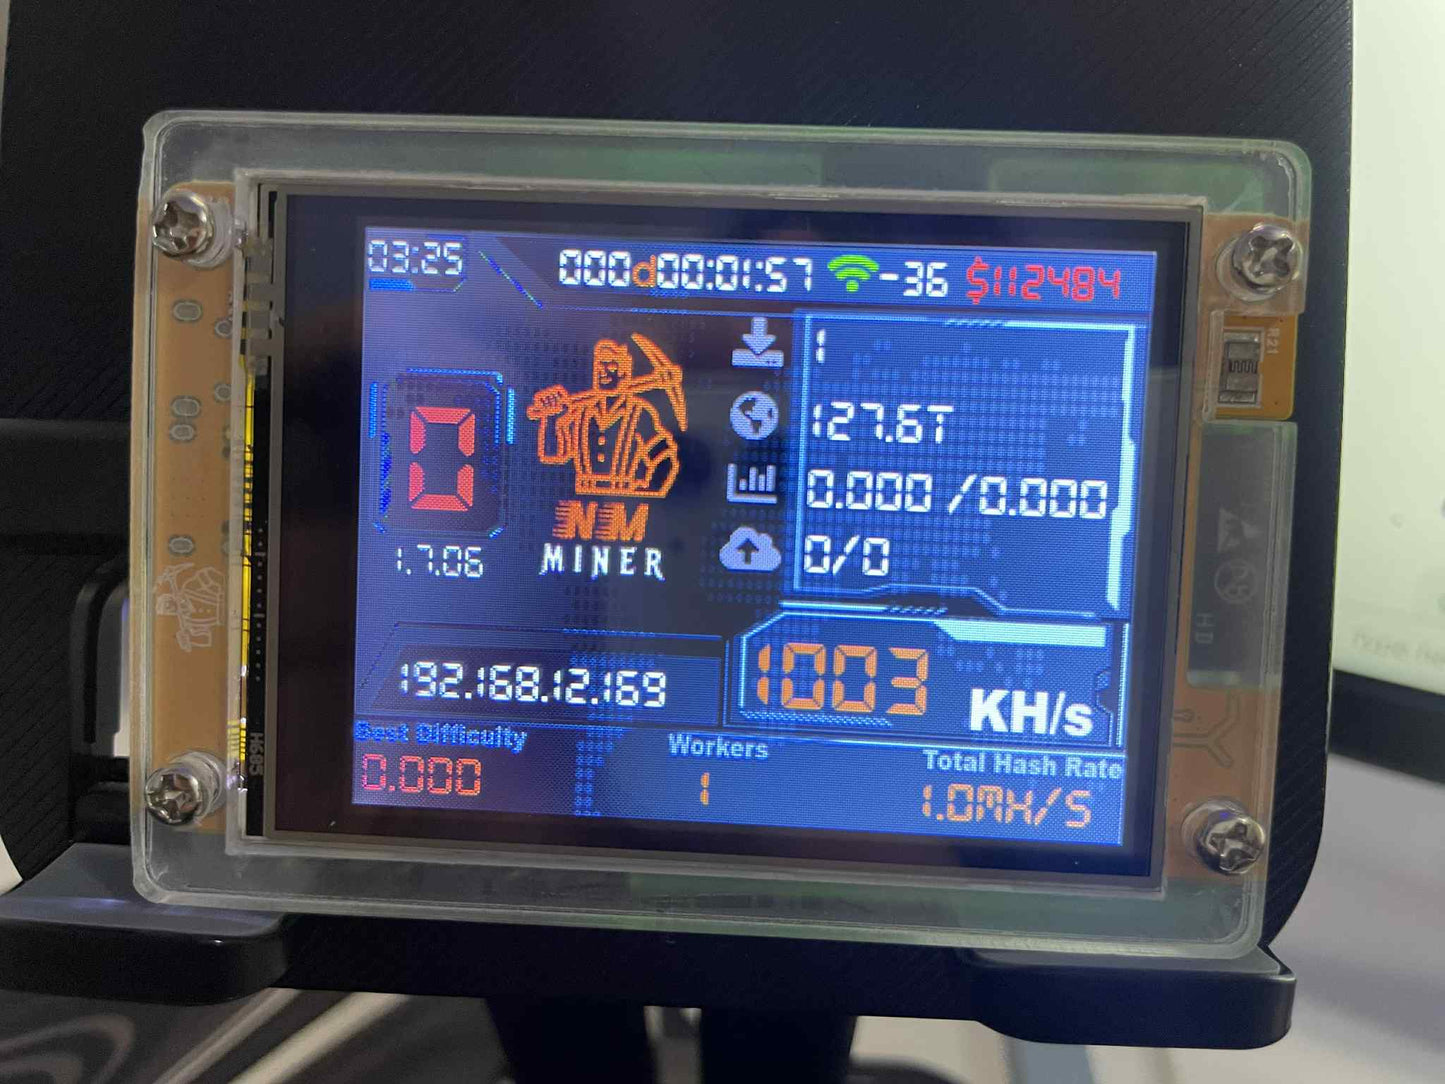 03:25 000d00:01:57 -36 $112484
1
127.6T
0.000 /0.000
0/0
0
NM
MINER
1.7.06
192.168.12.169
1003 KH/s
Best Difficulty
0.000
Workers
1
Total Hash Rate
1.0MH/S
R21
HD